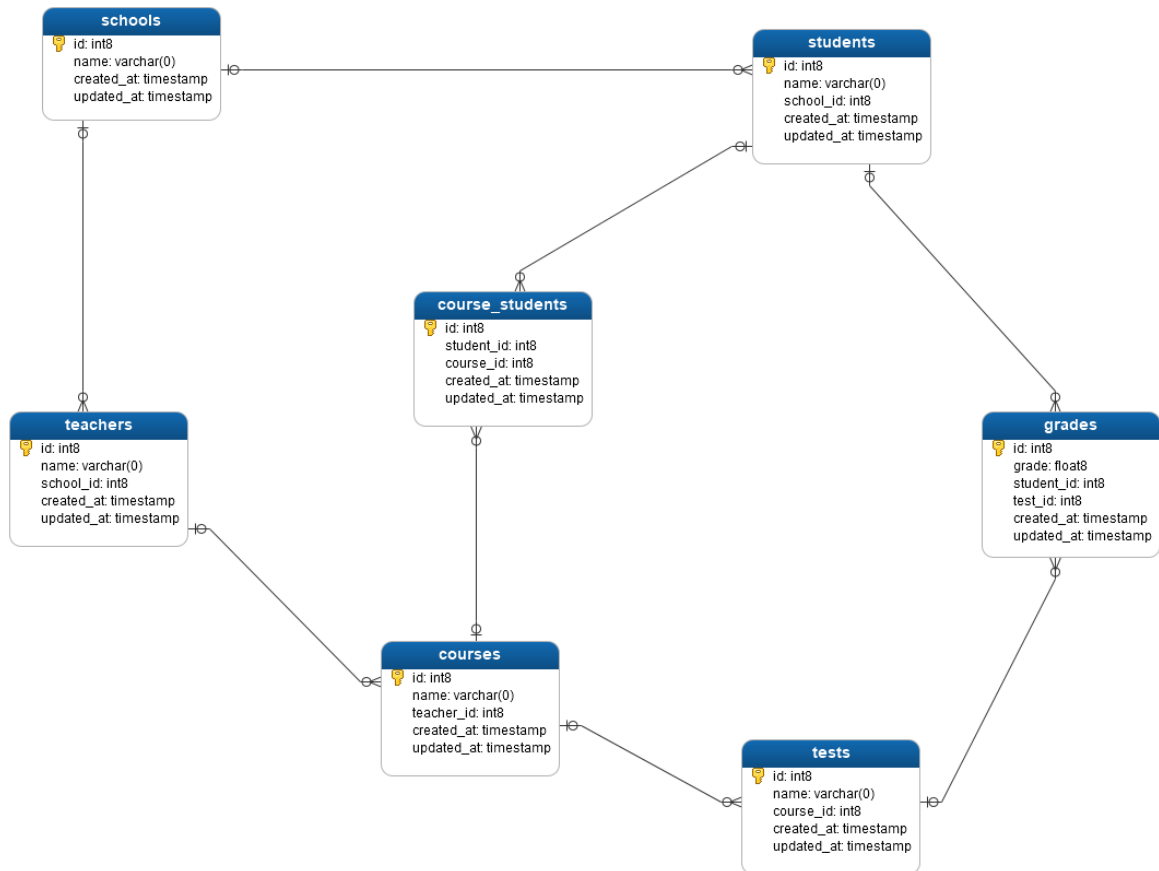 schools
id: int8
name: varchar(0)
created_at: timestamp
updated_at: timestamp
students
id: int8
name: varchar(0)
school_id: int8
created_at: timestamp
updated_at: timestamp
course_students
id: int8
student_id: int8
course_id: int8
created_at: timestamp
updated_at: timestamp
teachers
id: int8
name: varchar(0)
school_id: int8
created_at: timestamp
updated_at: timestamp
grades
id: int8
grade: float8
student_id: int8
test_id: int8
created_at: timestamp
updated_at: timestamp
courses
id: int8
name: varchar(0)
teacher_id: int8
created_at: timestamp
updated_at: timestamp
tests
id: int8
name: varchar(0)
course_id: int8
created_at: timestamp
updated_at: timestamp